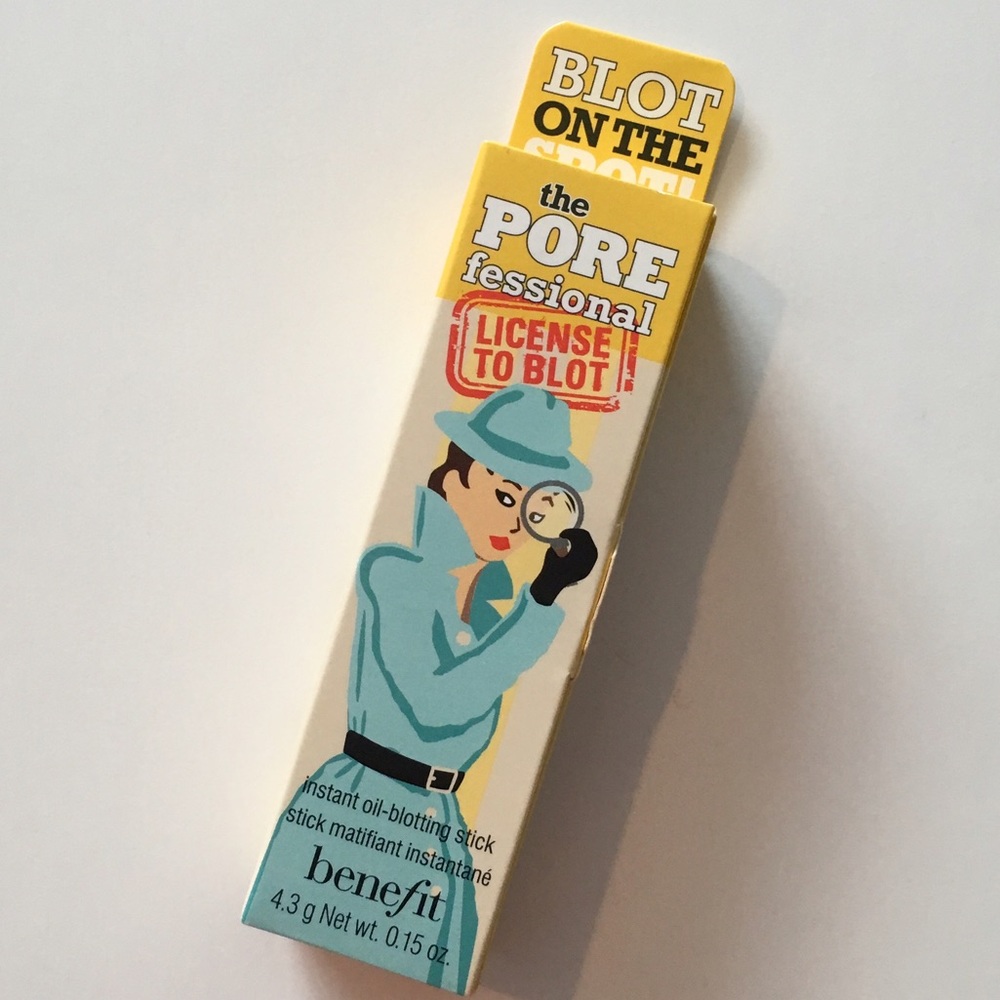 BLOT
ON THE
SPOT!
the
PORE
fessional
LICENSE
TO BLOT
instant oil-blotting stick
stick matifiant instantané
benefit
4.3 g Net wt. 0.15 oz.